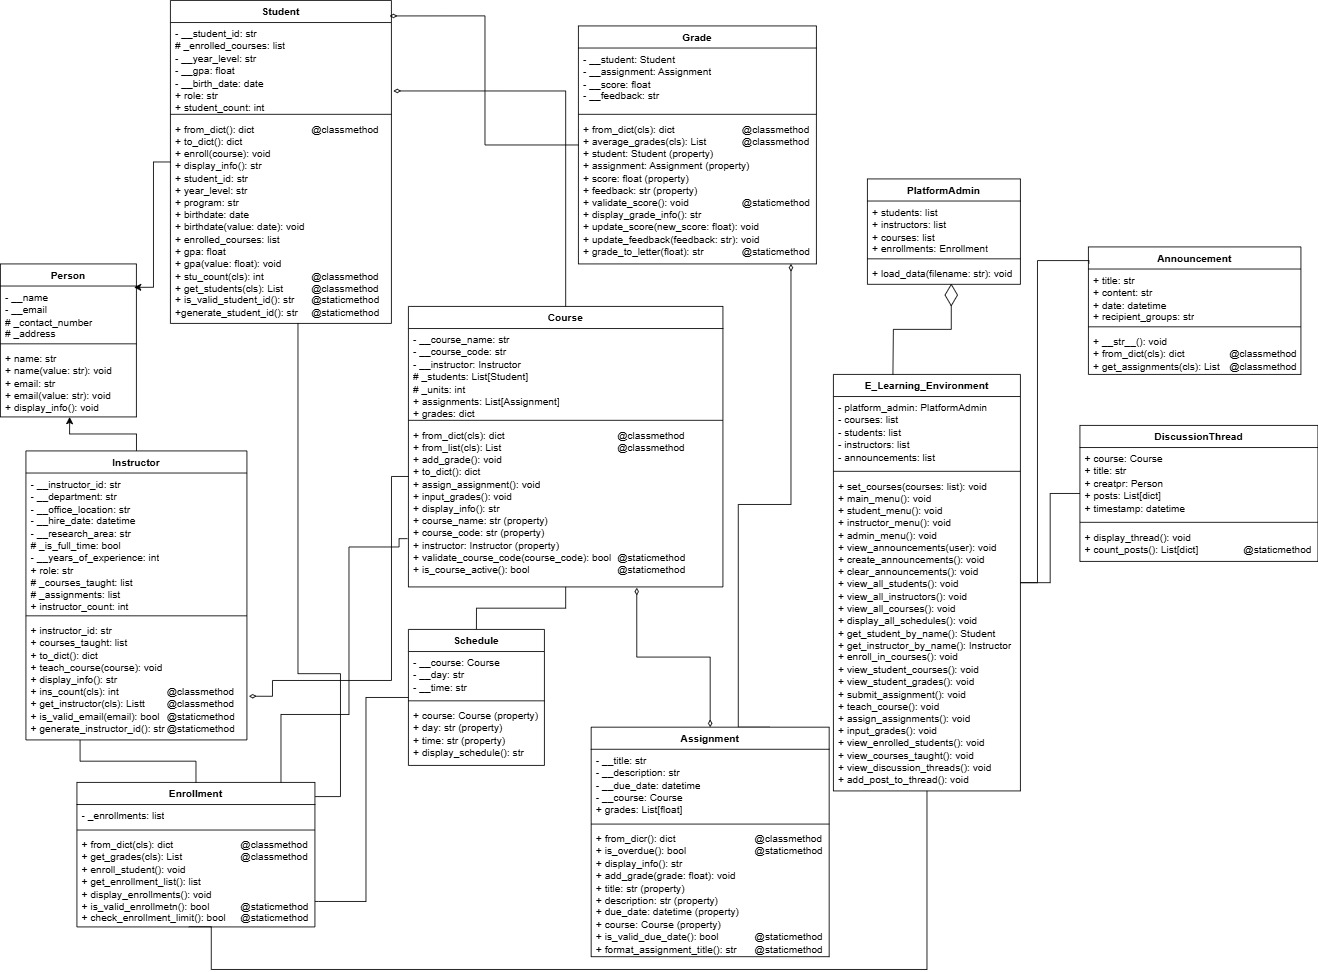 Student
- __student_id: str
# _enrolled_courses: list
- __year_level: str
- __gpa: float
- __birth_date: date
+ role: str
+ student_count: int
+ from_dict(): dict @classmethod
+ to_dict(): dict
+ enroll(course): void
+ display_info(): str
+ student_id: str
+ year_level: str
+ program: str
+ birthdate: date
+ birthdate(value: date): void
+ enrolled_courses: list
+ gpa: float
+ gpa(value: float): void
+ stu_count(cls): int @classmethod
+ get_students(cls): List @classmethod
+ is_valid_student_id(): str @staticmethod
+generate_student_id(): str @staticmethod
Grade
- __student: Student
- __assignment: Assignment
- __score: float
- __feedback: str
+ from_dict(cls): dict @classmethod
+ average_grades(cls): List @classmethod
+ student: Student (property)
+ assignment: Assignment (property)
+ score: float (property)
+ feedback: str (property)
+ validate_score(): void @staticmethod
+ display_grade_info(): str
+ update_score(new_score: float): void
+ update_feedback(feedback: str): void
+ grade_to_letter(float): str @staticmethod
PlatformAdmin
+ students: list
+ instructors: list
+ courses: list
+ enrollments: Enrollment
+ load_data(filename: str): void
Announcement
+ title: str
+ content: str
+ date: datetime
+ recipient_groups: str
+ __str__(): void
+ from_dict(cls): dict @classmethod
+ get_assignments(cls): List @classmethod
Person
- __name
- __email
# _contact_number
# _address
+ name: str
+ name(value: str): void
+ email: str
+ email(value: str): void
+ display_info(): void
Course
- __course_name: str
- __course_code: str
- __instructor: Instructor
# _students: List[Student]
# _units: int
+ assignments: List[Assignment]
+ grades: dict
+ from_dict(cls): dict @classmethod
+ from_list(cls): List @classmethod
+ add_grade(): void
+ to_dict(): dict
+ assign_assignment(): void
+ input_grades(): void
+ display_info(): str
+ course_name: str (property)
+ course_code: str (property)
+ instructor: Instructor (property)
+ validate_course_code(course_code): bool @staticmethod
+ is_course_active(): bool @staticmethod
E_Learning_Environment
- platform_admin: PlatformAdmin
- courses: list
- students: list
- instructors: list
- announcements: list
+ set_courses(courses: list): void
+ main_menu(): void
+ student_menu(): void
+ instructor_menu(): void
+ admin_menu(): void
+ view_announcements(user): void
+ create_announcements(): void
+ clear_announcements(): void
+ view_all_students(): void
+ view_all_instructors(): void
+ view_all_courses(): void
+ display_all_schedules(): void
+ get_student_by_name(): Student
+ get_instructor_by_name(): Instructor
+ enroll_in_courses(): void
+ view_student_courses(): void
+ view_student_grades(): void
+ submit_assignment(): void
+ teach_course(): void
+ assign_assignments(): void
+ input_grades(): void
+ view_enrolled_students(): void
+ view_courses_taught(): void
+ view_discussion_threads(): void
+ add_post_to_thread(): void
DiscussionThread
+ course: Course
+ title: str
+ creatpr: Person
+ posts: List[dict]
+ timestamp: datetime
+ display_thread(): void
+ count_posts(): List[dict] @staticmethod
Instructor
- __instructor_id: str
- __department: str
- __office_location: str
- __hire_date: datetime
- __research_area: str
# _is_full_time: bool
- __years_of_experience: int
+ role: str
# _courses_taught: list
# _assignments: list
+ instructor_count: int
+ instructor_id: str
+ courses_taught: list
+ to_dict(): dict
+ teach_course(course): void
+ display_info(): str
+ ins_count(cls): int @classmethod
+ get_instructor(cls): Listt @classmethod
+ is_valid_email(email): bool @staticmethod
+ generate_instructor_id(): str @staticmethod
Schedule
- __course: Course
- __day: str
- __time: str
+ course: Course (property)
+ day: str (property)
+ time: str (property)
+ display_schedule(): str
Assignment
- __title: str
- __description: str
- __due_date: datetime
- __course: Course
+ grades: List[float]
+ from_dicr(): dict @classmethod
+ is_overdue(): bool @staticmethod
+ display_info(): str
+ add_grade(grade: float): void
+ title: str (property)
+ description: str (property)
+ due_date: datetime (property)
+ course: Course (property)
+ is_valid_due_date(): bool @staticmethod
+ format_assignment_title(): str @staticmethod
Enrollment
- _enrollments: list
+ from_dict(cls): dict @classmethod
+ get_grades(cls): List @classmethod
+ enroll_student(): void
+ get_enrollment_list(): list
+ display_enrollments(): void
+ is_valid_enrollmetn(): bool @staticmethod
+ check_enrollment_limit(): bool @staticmethod